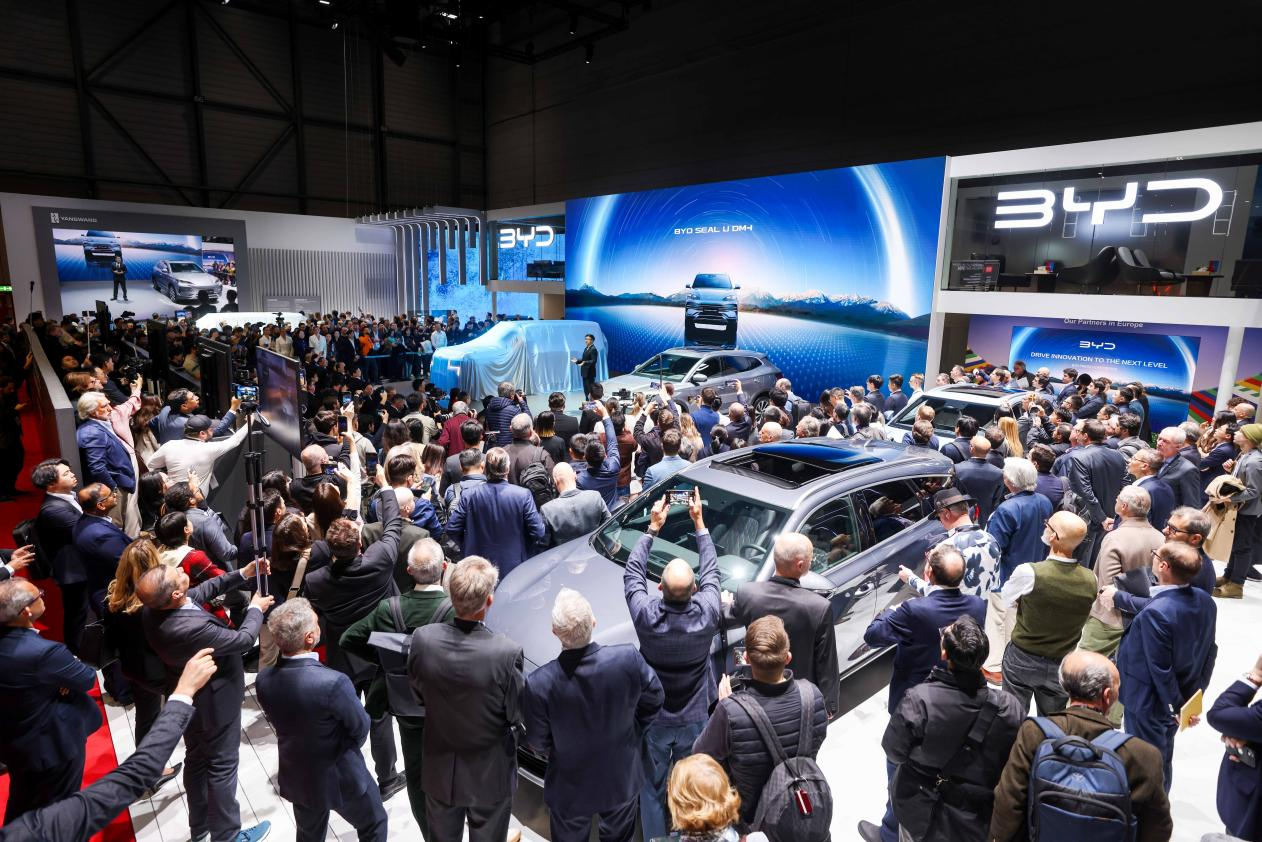 YANGWANG
BYD
BYD SEAL U DM-i
BYD
Our Partners in Europe
BYD
DRIVE INNOVATION TO THE NEXT LEVEL